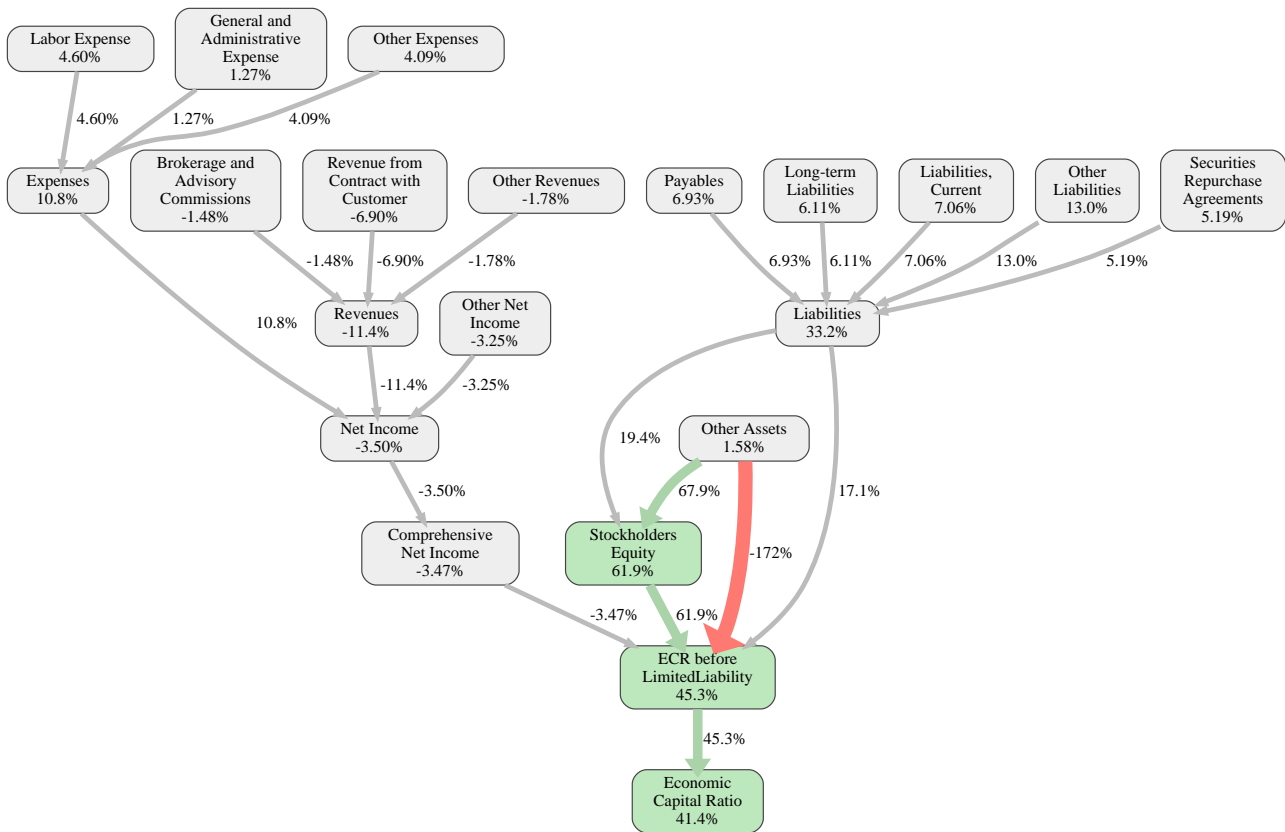 Labor Expense
4.60%
General and
Administrative
Expense
1.27%
Other Expenses
4.09%
4.60%
1.27%
4.09%
Expenses
10.8%
Brokerage and
Advisory
Commissions
-1.48%
Revenue from
Contract with
Customer
-6.90%
Other Revenues
-1.78%
Payables
6.93%
Long-term
Liabilities
6.11%
Liabilities,
Current
7.06%
Other
Liabilities
13.0%
Securities
Repurchase
Agreements
5.19%
-1.48%
-6.90%
-1.78%
6.93%
6.11%
7.06%
13.0%
5.19%
10.8%
Revenues
-11.4%
Other Net
Income
-3.25%
Liabilities
33.2%
-11.4%
-3.25%
Net Income
-3.50%
19.4%
Other Assets
1.58%
17.1%
-3.50%
67.9%
-172%
Comprehensive
Net Income
-3.47%
Stockholders
Equity
61.9%
-3.47%
61.9%
ECR before
LimitedLiability
45.3%
45.3%
Economic
Capital Ratio
41.4%